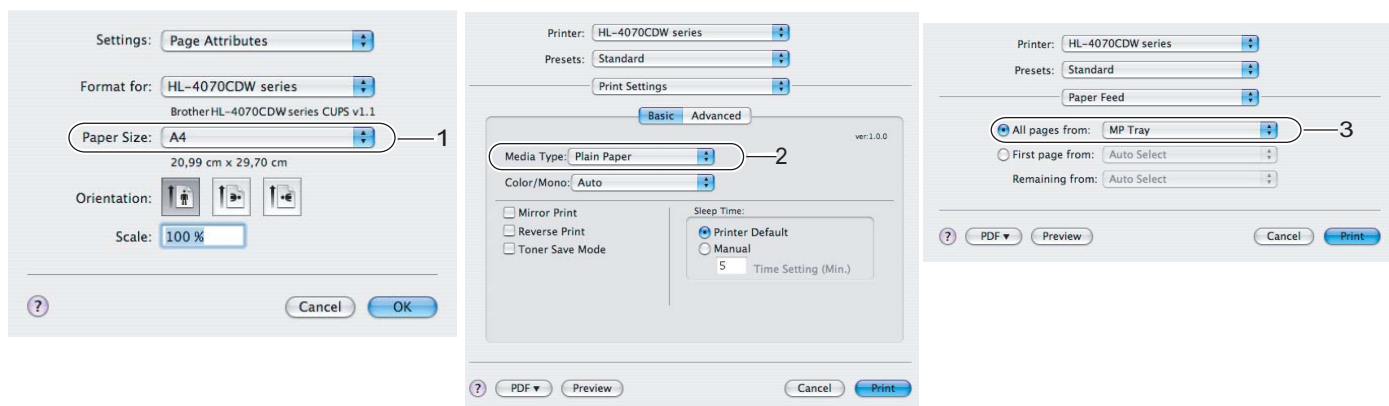 Settings: Page Attributes
Format for: HL-4070CDW series
BrotherHL-4070CDW series CUPS v1.1
Paper Size: A4
1
20,99 cm x 29,70 cm
Orientation:
Scale: 100 %
? Cancel OK
Printer: HL-4070CDW series
Presets: Standard
Print Settings
Basic Advanced
ver:1.0.0
Media Type: Plain Paper
2
Color/Mono: Auto
Mirror Print
Reverse Print
Toner Save Mode
Sleep Time:
Printer Default
Manual
5 Time Setting (Min.)
? PDF▼ Preview Cancel Print
Printer: HL-4070CDW series
Presets: Standard
Paper Feed
All pages from: MP Tray
3
First page from: Auto Select
Remaining from: Auto Select
? PDF▼ Preview Cancel Print